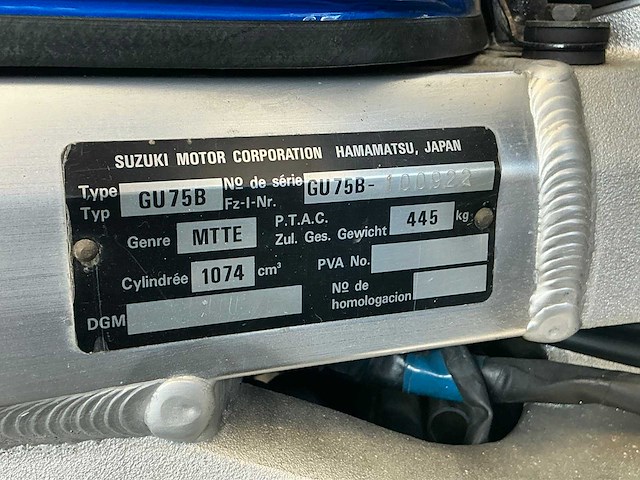 SUZUKI MOTOR CORPORATION HAMAMATSU, JAPAN
Type
Typ
GU75B
Nº de série
Fz-I-Nr.
GU75B-
Genre MTTE
P.T.A.C.
Zul. Ges. Gewicht 445 kg
Cylindrée 1074 cm³
PVA No.
DGM
Nº de
homologacion